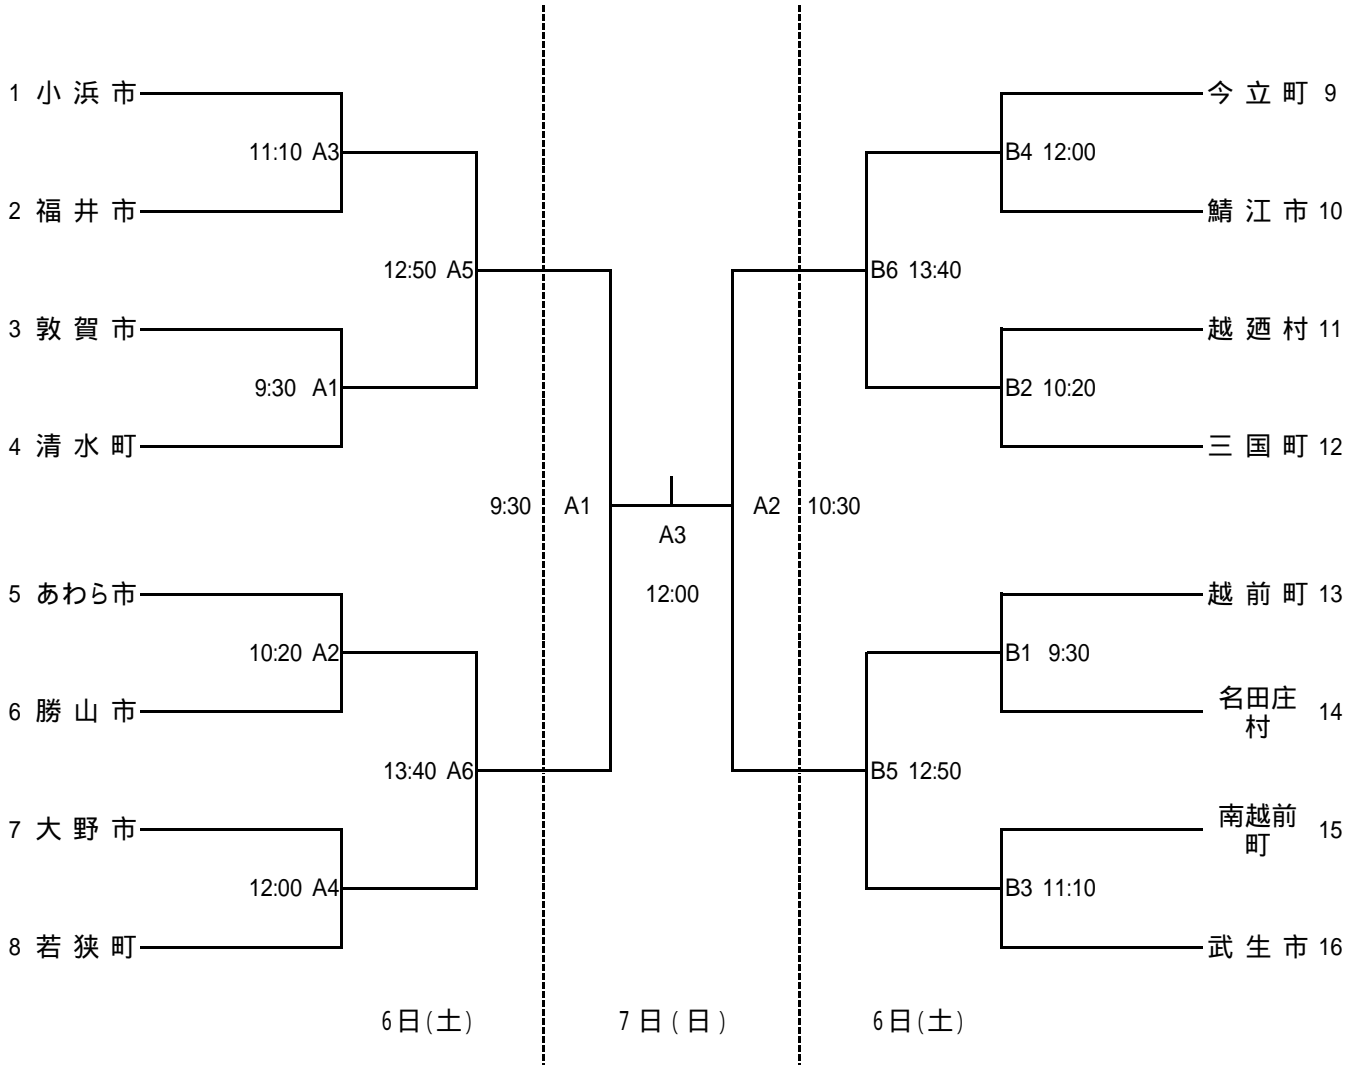 1 小浜市
今立町 9
11:10 A3
B4 12:00
2 福井市
鯖江市 10
12:50 A5
B6 13:40
3 敦賀市
越廼村 11
9:30 A1
B2 10:20
4 清水町
三国町 12
9:30 A1
A2 10:30
A3
12:00
5 あわら市
越前町 13
10:20 A2
B1 9:30
6 勝山市
名田庄
村
14
13:40 A6
B5 12:50
7 大野市
南越前
町
15
12:00 A4
B3 11:10
8 若狭町
武生市 16
6日(土)
7日(日)
6日(土)